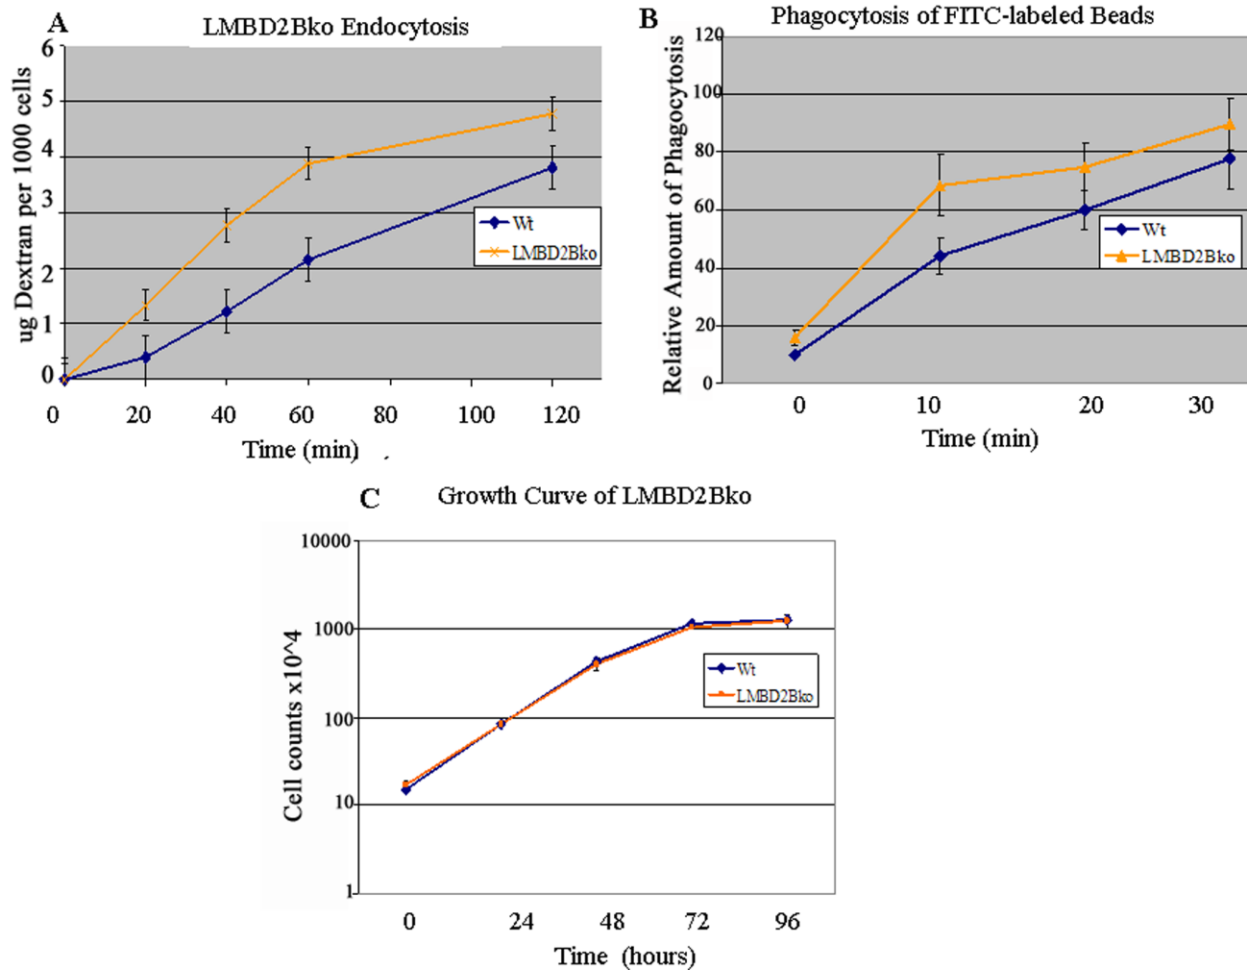 A
LMBD2Bko Endocytosis
6
5
4
3
2
1
0
ug Dextran per 1000 cells
Wt
LMBD2Bko
0 20 40 60 80 100 120
Time (min)
B
Phagocytosis of FITC-labeled Beads
120
100
80
60
40
20
0
Relative Amount of Phagocytosis
Wt
LMBD2Bko
0 10 20 30
Time (min)
C
Growth Curve of LMBD2Bko
10000
1000
100
10
1
Cell counts x10^4
Wt
LMBD2Bko
0 24 48 72 96
Time (hours)